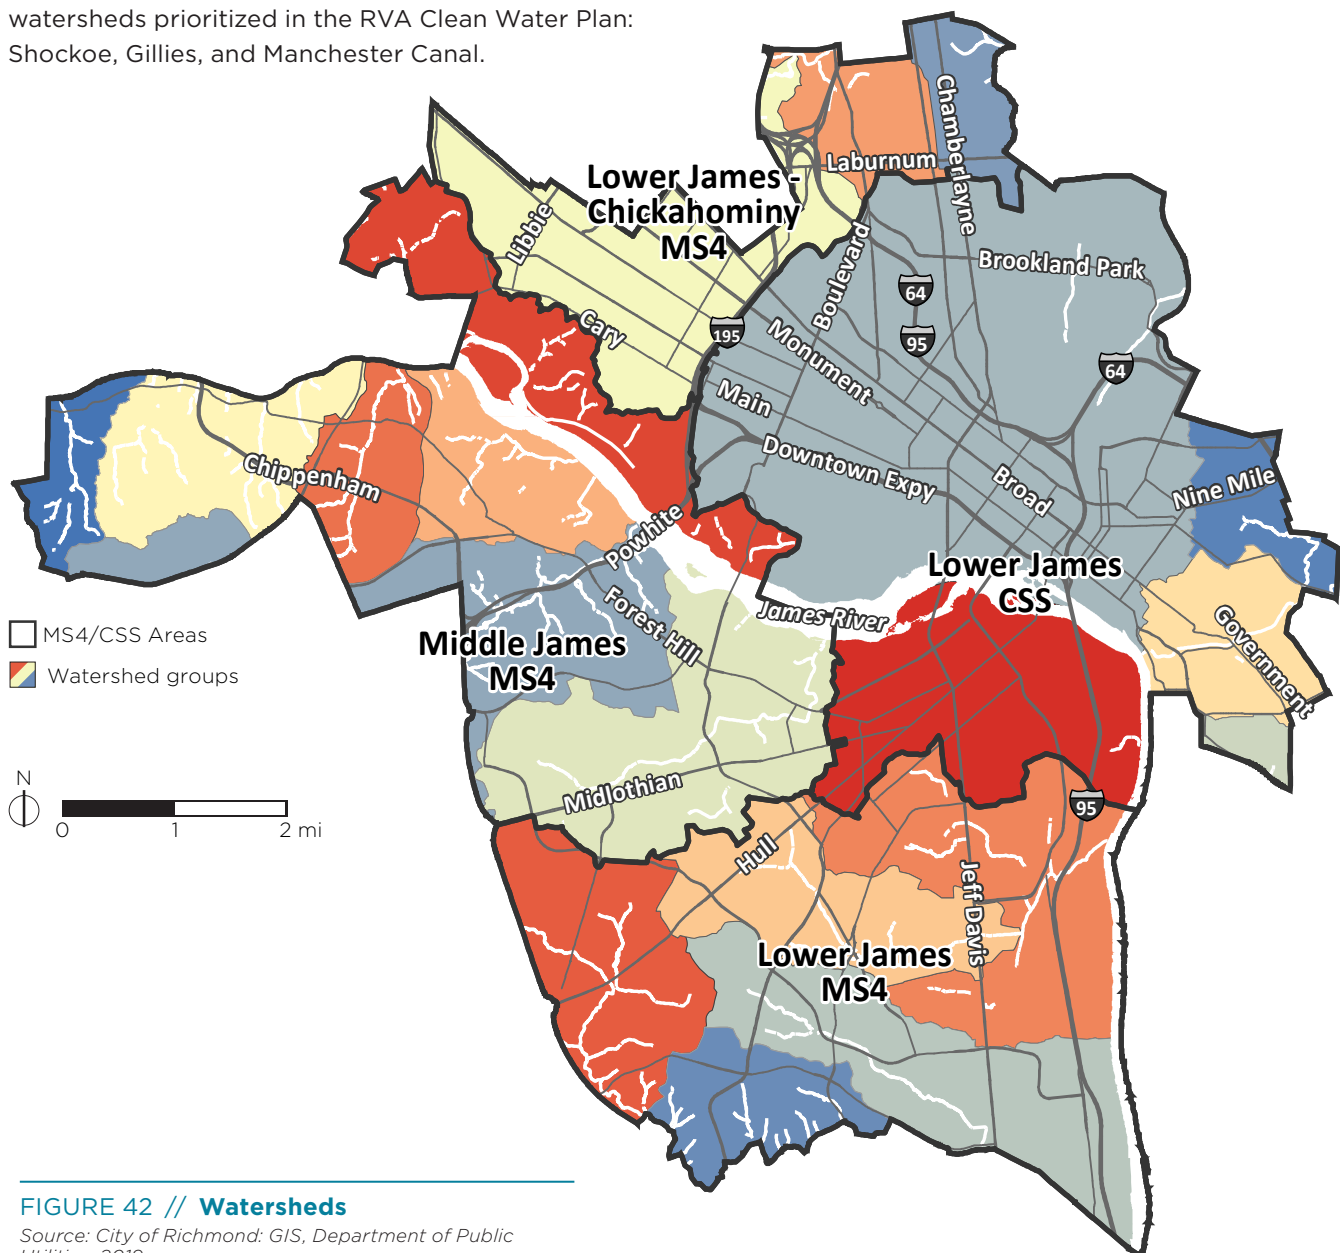 watersheds prioritized in the RVA Clean Water Plan:
Shockoe, Gillies, and Manchester Canal.
Chamberlayne
Laburnum
Lower James -
Chickahominy
MS4
Libbie
Boulevard
Brookland Park
64
95
Cary
195
Monument
64
Main
Chippenham
Downtown Expy
Broad
Nine Mile
Powhite
Lower James
CSS
Forest Hill
James River
Government
MS4/CSS Areas
Watershed groups
Middle James
MS4
N
0 1 2 mi
Midlothian
95
Hull
Jeff Davis
Lower James
MS4
FIGURE 42 // Watersheds
Source: City of Richmond: GIS, Department of Public